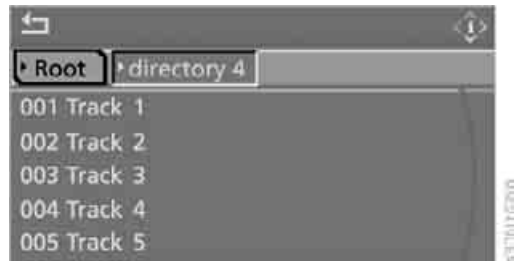 Root directory 4
001 Track 1
002 Track 2
003 Track 3
004 Track 4
005 Track 5